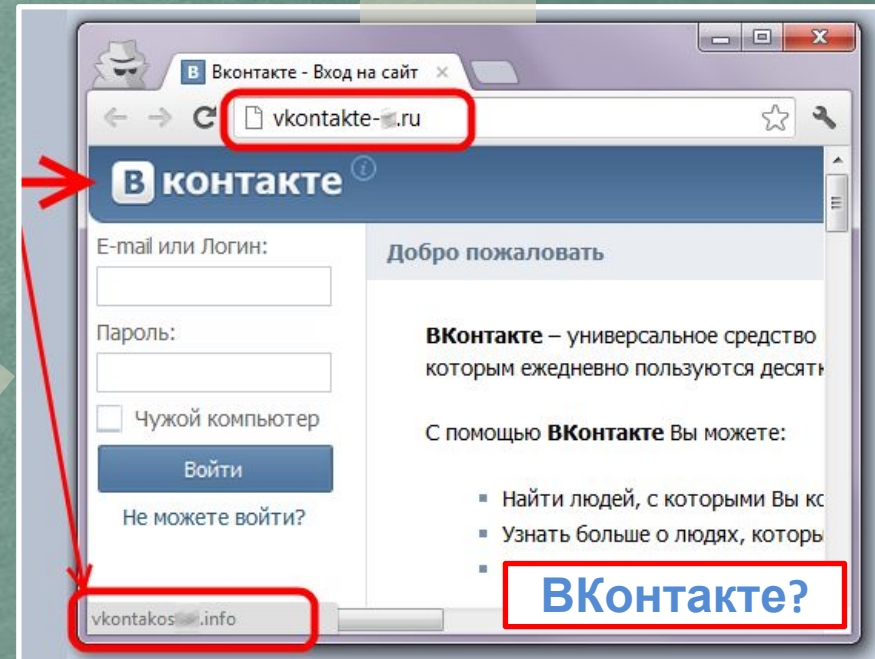 Вконтакте - Вход на сайт
vkontakte- .ru
В контакте
E-mail или Логин:
Пароль:
Чужой компьютер
Войти
Не можете войти?
Добро пожаловать
ВКонтакте – универсальное средство
которым ежедневно пользуются десятк
С помощью ВКонтакте Вы можете:
Найти людей, с которыми Вы кс
Узнать больше о людях, которы
ВКонтакте?
vkontakos .info